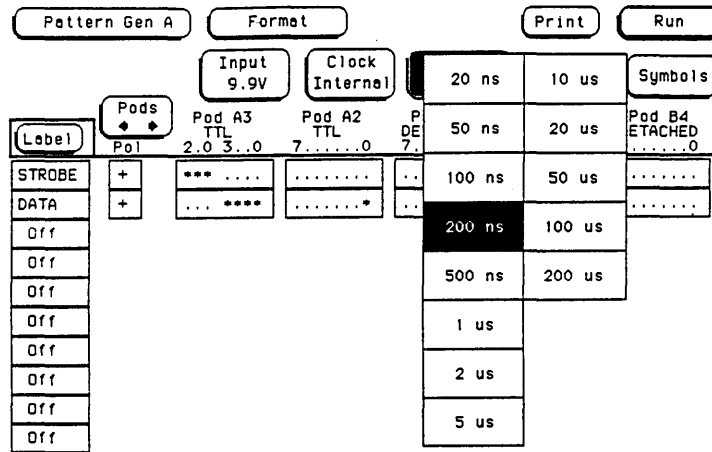 Pattern Gen A Format Print Run
Input 9.9V Clock Internal Symbols
20 ns 10 us
50 ns 20 us
100 ns 50 us
200 ns 100 us
500 ns 200 us
1 us
2 us
5 us
Label Pods Pol
Pod A3 TTL 2.0 3..0
Pod A2 TTL 7......0
P DE 7.
Pod B4 ETACHED ......0
STROBE + *** .... ........ .. .......
DATA + ... **** .......* .. .......
Off
Off
Off
Off
Off
Off
Off
Off